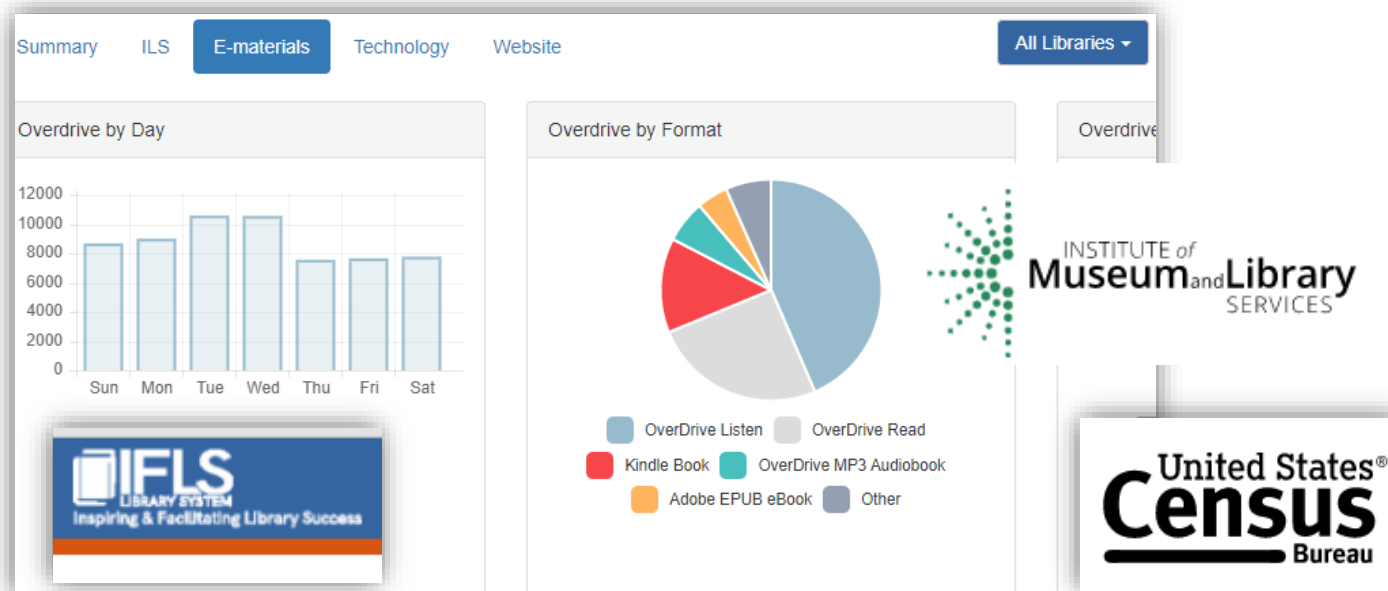 Summary ILS E-materials Technology Website All Libraries
Overdrive by Day
12000
10000
8000
6000
4000
2000
0
Sun Mon Tue Wed Thu Fri Sat
Overdrive by Format
OverDrive Listen OverDrive Read
Kindle Book OverDrive MP3 Audiobook
Adobe EPUB eBook Other
Overdrive
INSTITUTE of
Museum and Library
SERVICES
IFLS
LIBRARY SYSTEM
Inspiring & Facilitating Library Success
United States®
Census
Bureau